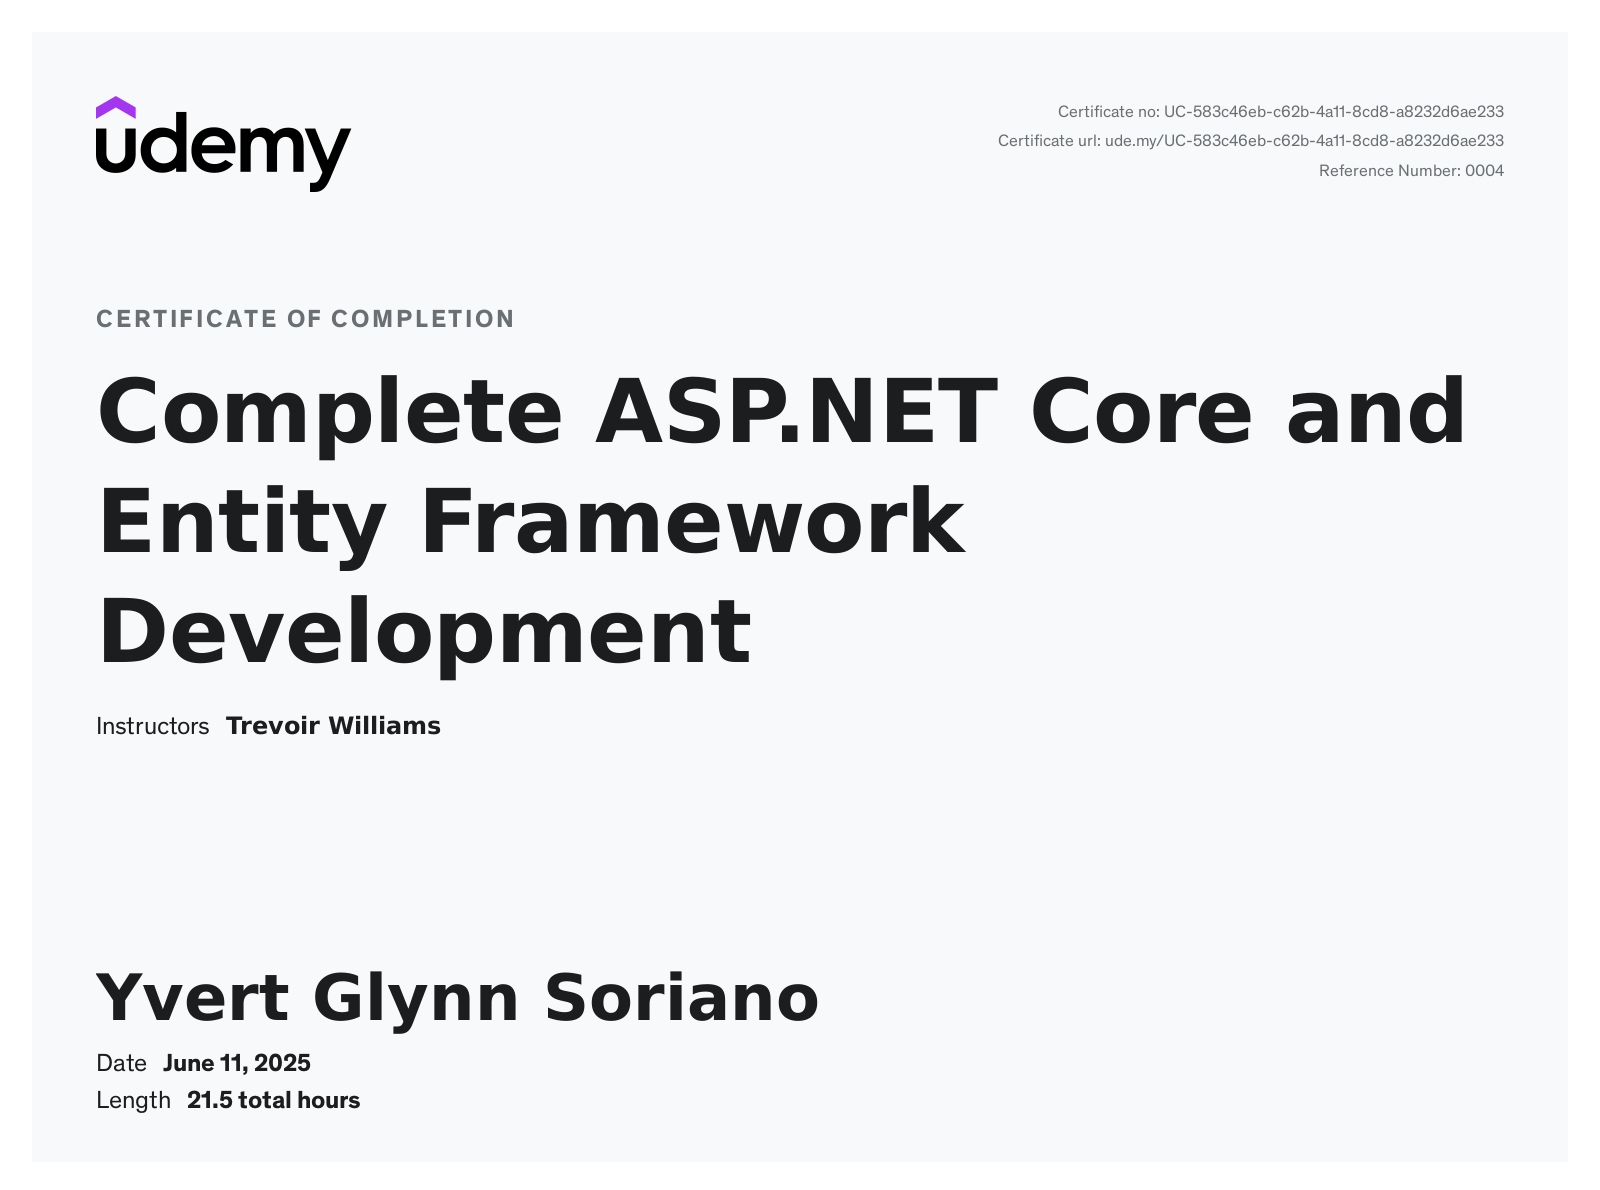 udemy
Certificate no: UC-583c46eb-c62b-4a11-8cd8-a8232d6ae233
Certificate url: ude.my/UC-583c46eb-c62b-4a11-8cd8-a8232d6ae233
Reference Number: 0004
CERTIFICATE OF COMPLETION
Complete ASP.NET Core and
Entity Framework
Development
Instructors Trevoir Williams
Yvert Glynn Soriano
Date June 11, 2025
Length 21.5 total hours